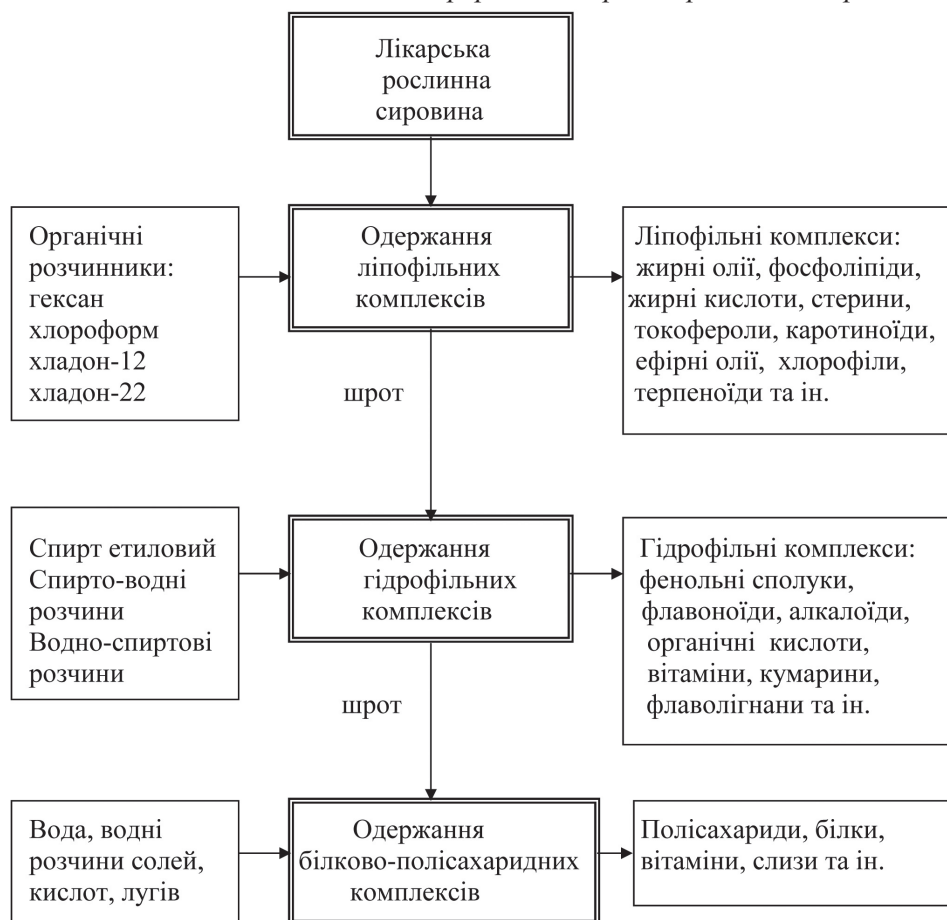 Лікарська
рослинна
сировина
Органічні
розчинники:
гексан
хлороформ
хладон-12
хладон-22
Одержання
ліпофільних
комплексів
Ліпофільні комплекси:
жирні олії, фосфоліпіди,
жирні кислоти, стерини,
токофероли, каротиноїди,
ефірні олії, хлорофіли,
терпеноїди та ін.
шрот
Спирт етиловий
Спирто-водні
розчини
Водно-спиртові
розчини
Одержання
гідрофільних
комплексів
Гідрофільні комплекси:
фенольні сполуки,
флавоноїди, алкалоїди,
органічні кислоти,
вітаміни, кумарини,
флаволігнани та ін.
шрот
Вода, водні
розчини солей,
кислот, лугів
Одержання
білково-полісахаридних
комплексів
Полісахариди, білки,
вітаміни, слизи та ін.